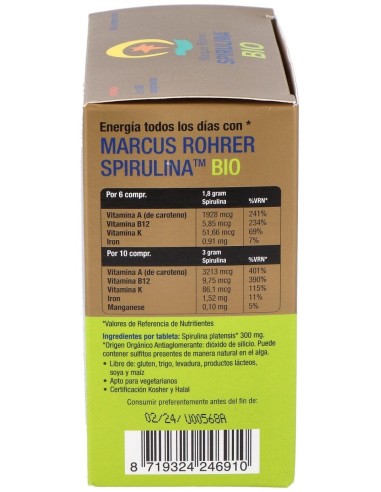 Marcus Rohrer
SPIRULINA
BIO
Energía todos los días con *
MARCUS ROHRER
SPIRULiNA™ BIO
Por 6 compr. 1,8 gram Spirulina %VRN*
Vitamina A (de caroteno) 1928 mcg 241%
Vitamina B12 5,85 mcg 234%
Vitamina K 51,66 mcg 69%
Iron 0,91 mg 7%
Por 10 compr. 3 gram Spirulina %VRN*
Vitamina A (de caroteno) 3213 mcg 401%
Vitamina B12 9,75 mcg 390%
Vitamina K 86,1 mcg 115%
Iron 1,52 mg 11%
Manganese 0,10 mg 5%
*Valores de Referencia de Nutritientes
Ingredientes por tableta: Spirulina platensis* 300 mg.
*Origen Orgánico Antiaglomerante: dióxido de silicio. Puede
contener sulfitos presentes de manera natural en el alga.
• Libre de: gluten, trigo, levadura, productos lácteos,
soya y maíz
• Apto para vegetarianos
• Certificación Kosher y Halal
Consumir preferentemente antes del fin de:
02/24/ U00568A
8 719324 246910